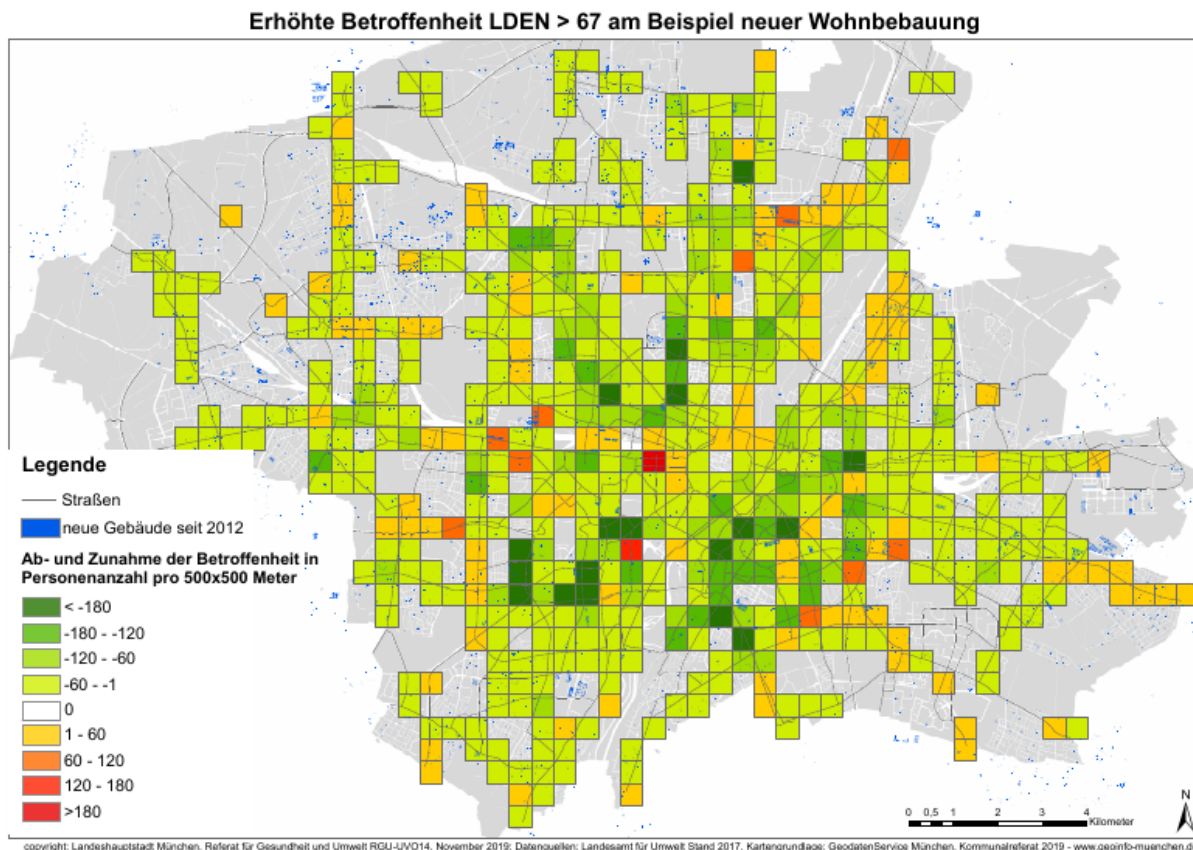 Erhöhte Betroffenheit LDEN > 67 am Beispiel neuer Wohnbebauung
Legende
Straßen
neue Gebäude seit 2012
Ab- und Zunahme der Betroffenheit in
Personenanzahl pro 500x500 Meter
< -180
-180 - -120
-120 - -60
-60 - -1
0
1 - 60
60 - 120
120 - 180
>180
N
0 0,5 1 2 3 4
Kilometer
copyright: Landeshauptstadt München, Referat für Gesundheit und Umwelt RGU-UVO14, November 2019; Datenquellen: Landesamt für Umwelt Stand 2017, Kartengrundlage: GeodatenService München, Kommunalreferat 2019 - www.geoinfo-muenchen.d